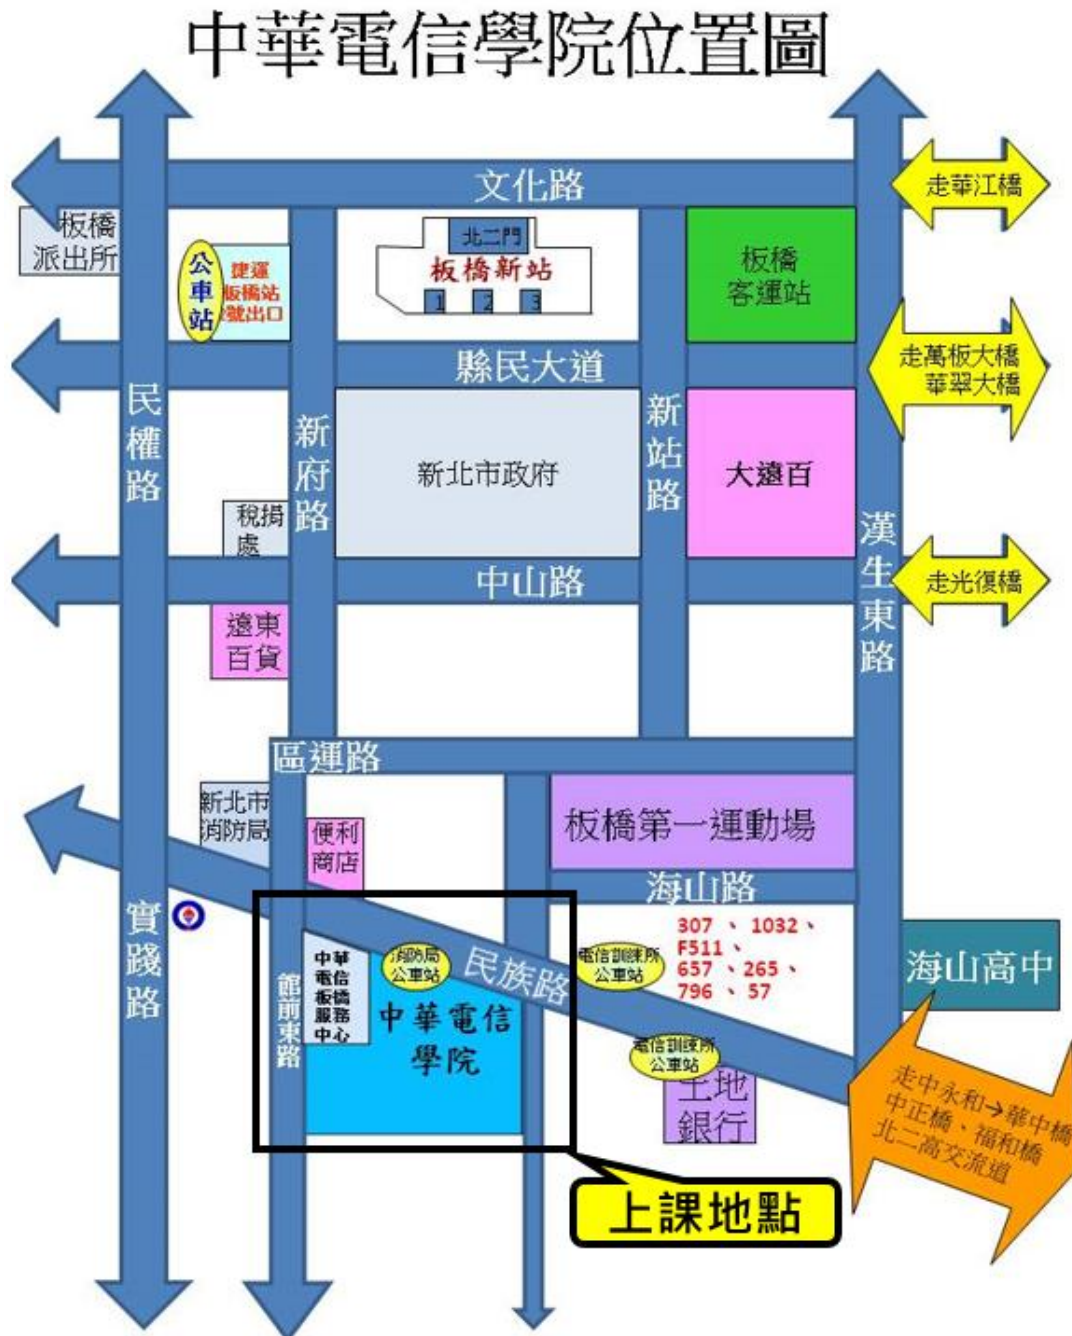 中華電信學院位置圖
文化路
走華江橋
板橋
派出所
公車站
捷運
板橋站
號出口
北二門
板橋新站
1 2 3
板橋
客運站
縣民大道
走萬板大橋
華翠大橋
民權路
新府路
新北市政府
新站路
大遠百
漢生東路
稅捐
處
中山路
走光復橋
遠東
百貨
區運路
新北市
消防局
便利
商店
板橋第一運動場
海山路
實踐路
307 、 1032 、
F511 、
657 、265 、
796 、 57
海山高中
館前東路
中華
電信
板橋
服務
中心
消防局
公車站
民族路
電信訓練所
公車站
中華電信
學院
電信訓練所
公車站
土地
銀行
走中永和→華中橋
中正橋、福和橋
北二高交流道
上課地點